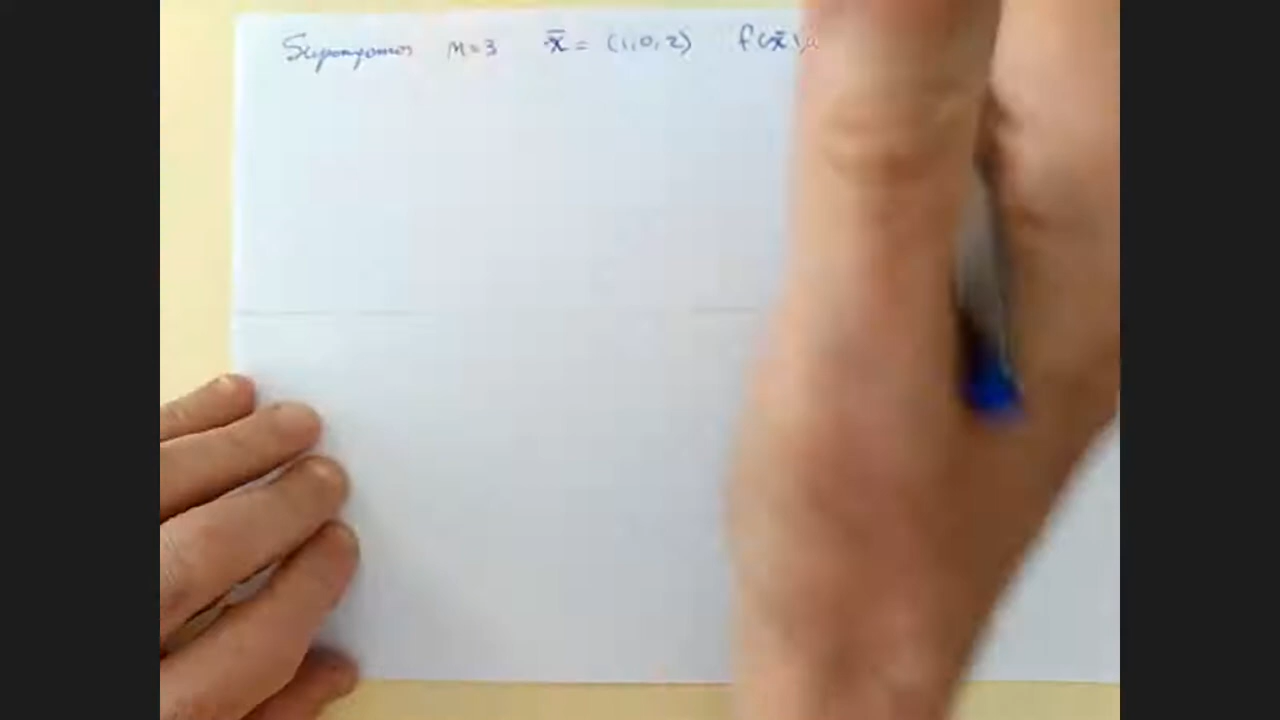 Supongamos M=3 x̄ = (1,0,2) f(x̄)